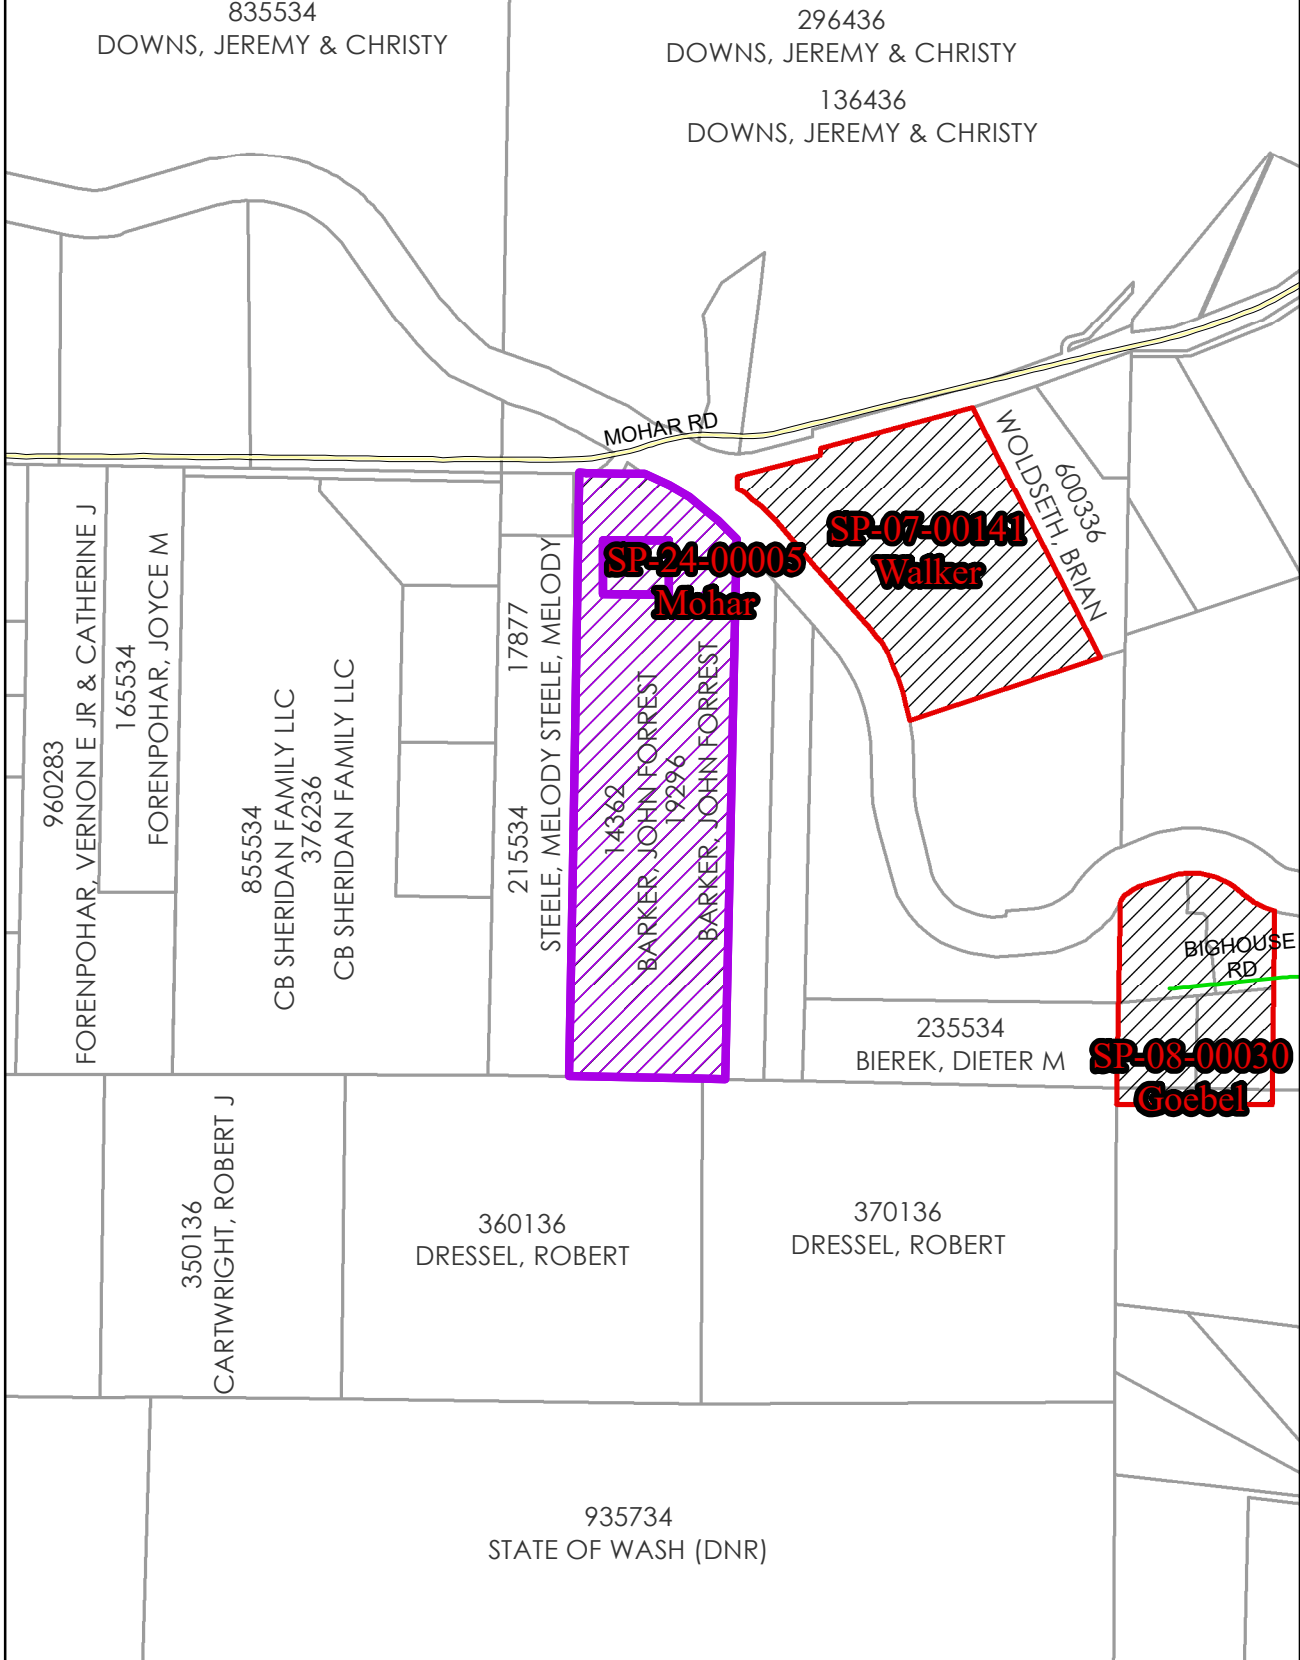 835534
DOWNS, JEREMY & CHRISTY
296436
DOWNS, JEREMY & CHRISTY
136436
DOWNS, JEREMY & CHRISTY
MOHAR RD
WOLDSETH, BRIAN
600336
SP-07-00141
Walker
SP-24-00005
Mohar
960283
FORENPOHAR, VERNON E JR & CATHERINE J
165534
FORENPOHAR, JOYCE M
855534
CB SHERIDAN FAMILY LLC
376236
CB SHERIDAN FAMILY LLC
215534 17877
STEELE, MELODY STEELE, MELODY
14362
BARKER, JOHN FORREST
19296
BARKER, JOHN FORREST
BIGHOUSE
RD
235534
BIEREK, DIETER M
SP-08-00030
Goebel
350136
CARTWRIGHT, ROBERT J
360136
DRESSEL, ROBERT
370136
DRESSEL, ROBERT
935734
STATE OF WASH (DNR)